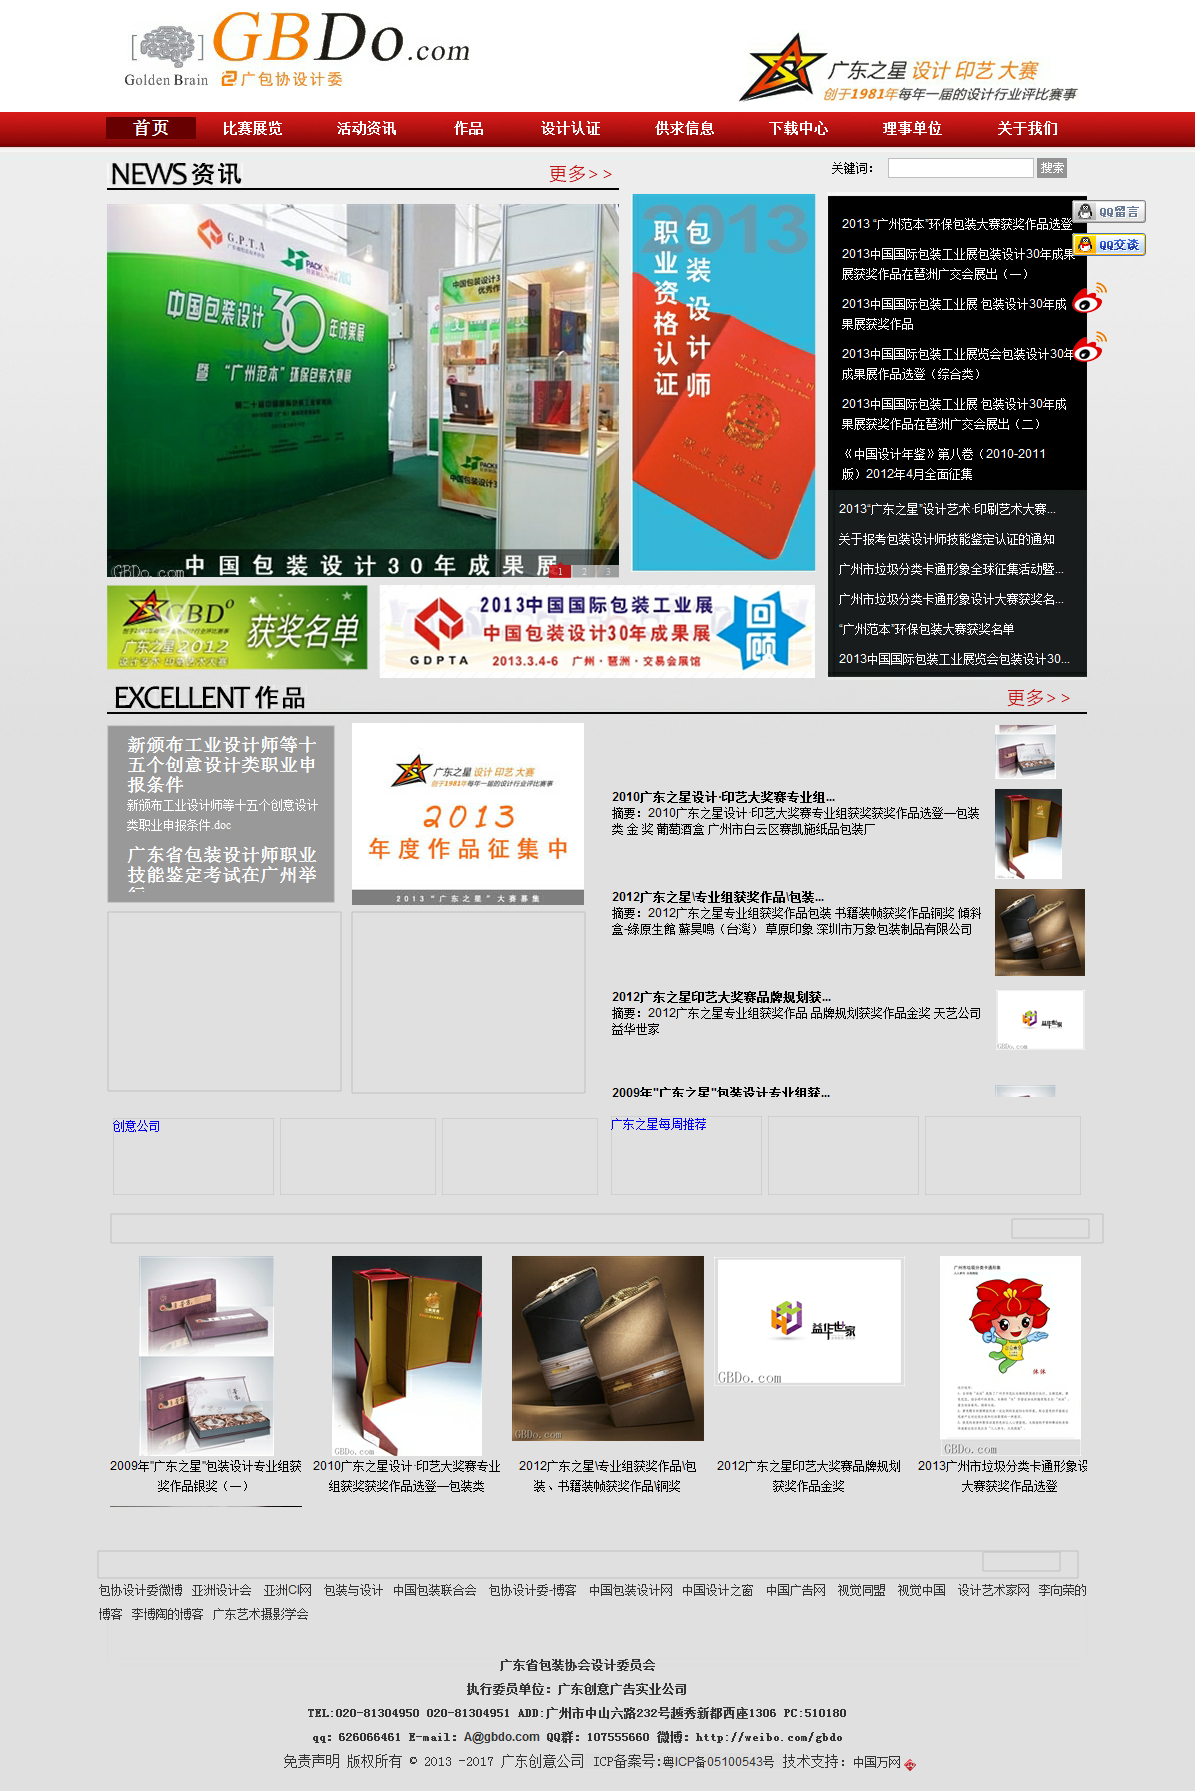 GBDo.com
Golden Brain
广包协设计委
广东之星 设计 印艺 大赛
创于1981年每年一届的设计行业评比赛事
首页 比赛展览 活动资讯 作品 设计认证 供求信息 下载中心 理事单位 关于我们
NEWS 资讯 更多>>
关键词: 搜索
G.P.T.A
中国包装设计30年成果展
暨 “广州范本”环保包装大赛展
中国包装设计30年成果展
GBDo.com
1 2 3
2013
包装设计师
职业资格认证
2013 “广州范本”环保包装大赛获奖作品选登
2013中国国际包装工业展包装设计30年成果
展获奖作品在琶洲广交会展出（一）
2013中国国际包装工业展 包装设计30年成
果展获奖作品
2013中国国际包装工业展览会包装设计30年
成果展作品选登（综合类）
2013中国国际包装工业展 包装设计30年成
果展获奖作品在琶洲广交会展出（二）
《中国设计年鉴》第八卷（2010-2011
版）2012年4月全面征集
QQ留言
QQ交谈
2013“广东之星”设计艺术·印刷艺术大赛...
关于报考包装设计师技能鉴定认证的通知
广州市垃圾分类卡通形象全球征集活动暨...
广州市垃圾分类卡通形象设计大赛获奖名...
“广州范本”环保包装大赛获奖名单
2013中国国际包装工业展览会包装设计30...
GBDo
广东之星2012
获奖名单
GDPTA
2013中国国际包装工业展
中国包装设计30年成果展
2013.3.4-6 广州·琶洲·交易会展馆
回顾
EXCELLENT 作品 更多>>
新颁布工业设计师等十
五个创意设计类职业申
报条件
新颁布工业设计师等十五个创意设计
类职业申报条件.doc
广东省包装设计师职业
技能鉴定考试在广州举
行
广东之星 设计 印艺 大赛
创于1981年每年一届的设计行业评比赛事
2013
年度作品征集中
2013“广东之星”大赛募集
2010广东之星设计·印艺大奖赛专业组...
摘要：2010广东之星设计·印艺大奖赛专业组获奖获奖作品选登—包装
类 金 奖 葡萄酒盒 广州市白云区赛凯施纸品包装厂
2012广东之星\专业组获奖作品\包装...
摘要：2012广东之星专业组获奖作品包装 书籍装帧获奖作品铜奖 傾斜
盒-缘原生館 蘇昊鳴（台灣） 草原印象 深圳市万象包装制品有限公司
2012广东之星印艺大奖赛品牌规划获...
摘要：2012广东之星专业组获奖作品 品牌规划获奖作品金奖 天艺公司
益华世家
2009年"广东之星"包装设计专业组获...
益华世家
GBDo.com
创意公司
广东之星每周推荐
GBDo.com
GBDo.com
益华世家
GBDo.com
广州市垃圾分类卡通形象
GBDo.com
2009年"广东之星"包装设计专业组获
奖作品银奖（一）
2010广东之星设计·印艺大奖赛专业
组获奖获奖作品选登—包装类
2012广东之星\专业组获奖作品\包
装、书籍装帧获奖作品\铜奖
2012广东之星印艺大奖赛品牌规划
获奖作品金奖
2013广州市垃圾分类卡通形象设
大赛获奖作品选登
包协设计委微博 亚洲设计会 亚洲CI网 包装与设计 中国包装联合会 包协设计委-博客 中国包装设计网 中国设计之窗 中国广告网 视觉同盟 视觉中国 设计艺术家网 李向荣的
博客 李博陶的博客 广东艺术摄影学会
广东省包装协会设计委员会
执行委员单位：广东创意广告实业公司
TEL:020-81304950 020-81304951 ADD:广州市中山六路232号越秀新都西座1306 PC:510180
qq: 626066461 E-mail: A@gbdo.com QQ群: 107555660 微博: http://weibo.com/gbdo
免责声明 版权所有 © 2013 -2017 广东创意公司 ICP备案号:粤ICP备05100543号 技术支持: 中国万网